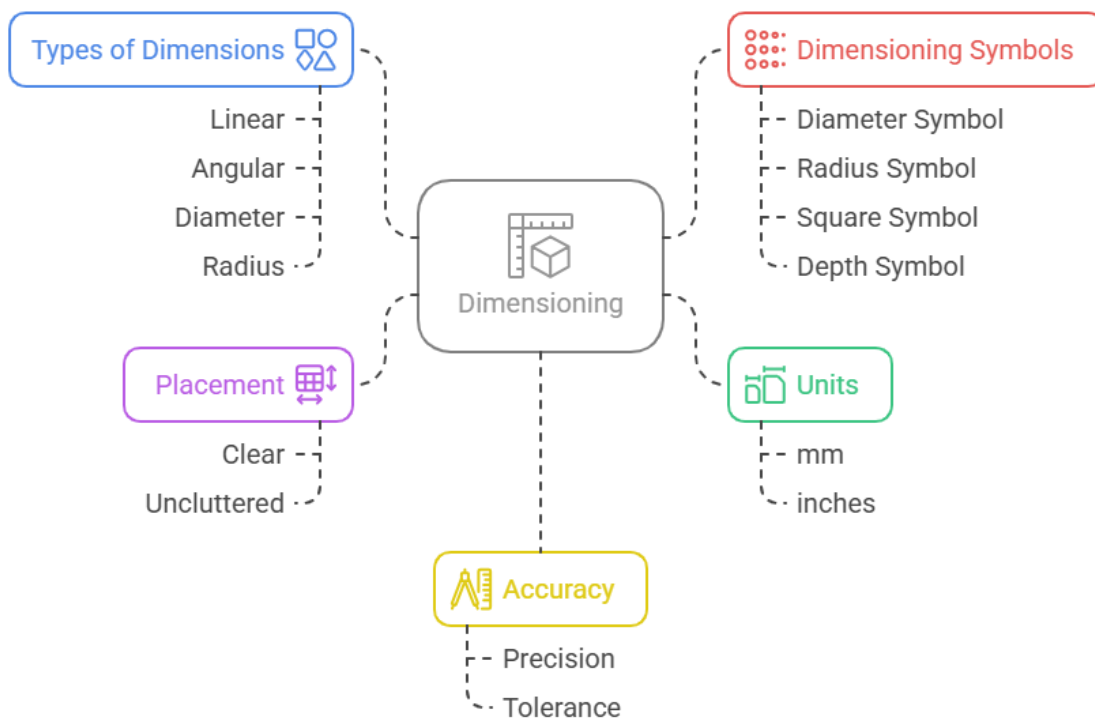 Types of Dimensions
Linear
Angular
Diameter
Radius
Dimensioning Symbols
Diameter Symbol
Radius Symbol
Square Symbol
Depth Symbol
Dimensioning
Placement
Clear
Uncluttered
Units
mm
inches
Accuracy
Precision
Tolerance